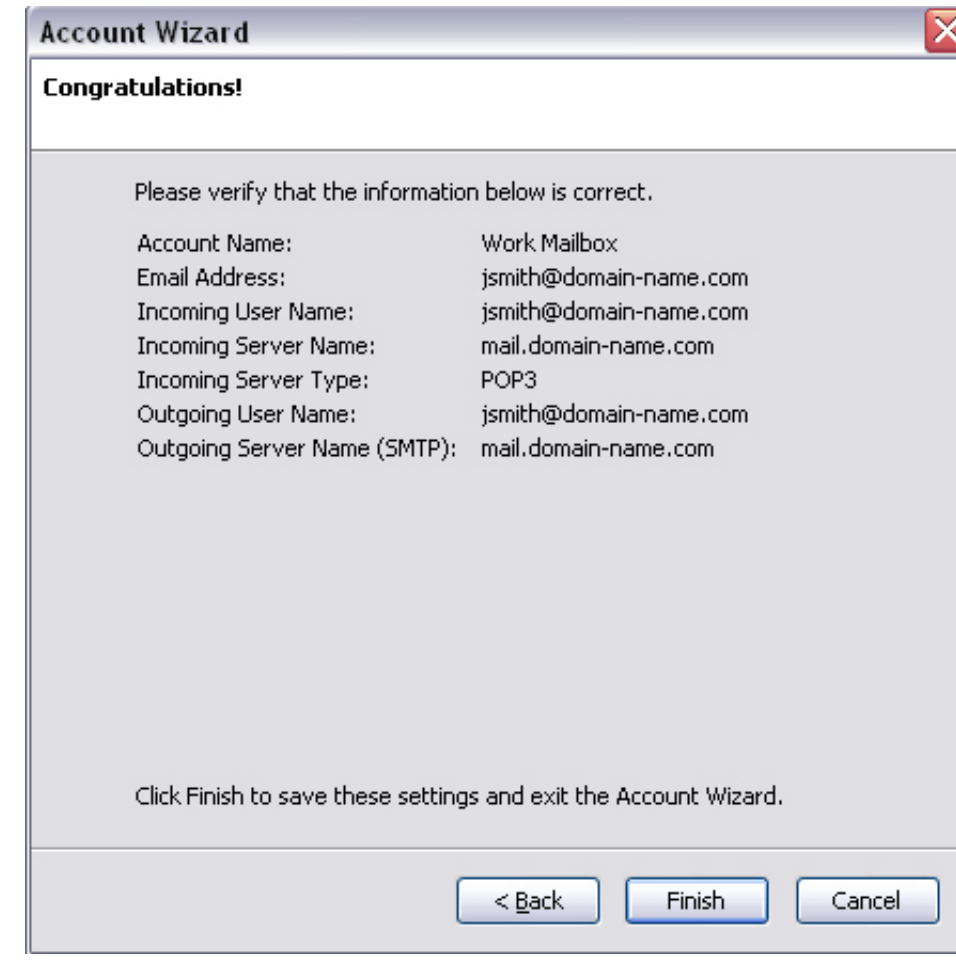 Account Wizard
Congratulations!
Please verify that the information below is correct.
Account Name: Work Mailbox
Email Address: jsmith@domain-name.com
Incoming User Name: jsmith@domain-name.com
Incoming Server Name: mail.domain-name.com
Incoming Server Type: POP3
Outgoing User Name: jsmith@domain-name.com
Outgoing Server Name (SMTP): mail.domain-name.com
Click Finish to save these settings and exit the Account Wizard.
< Back Finish Cancel